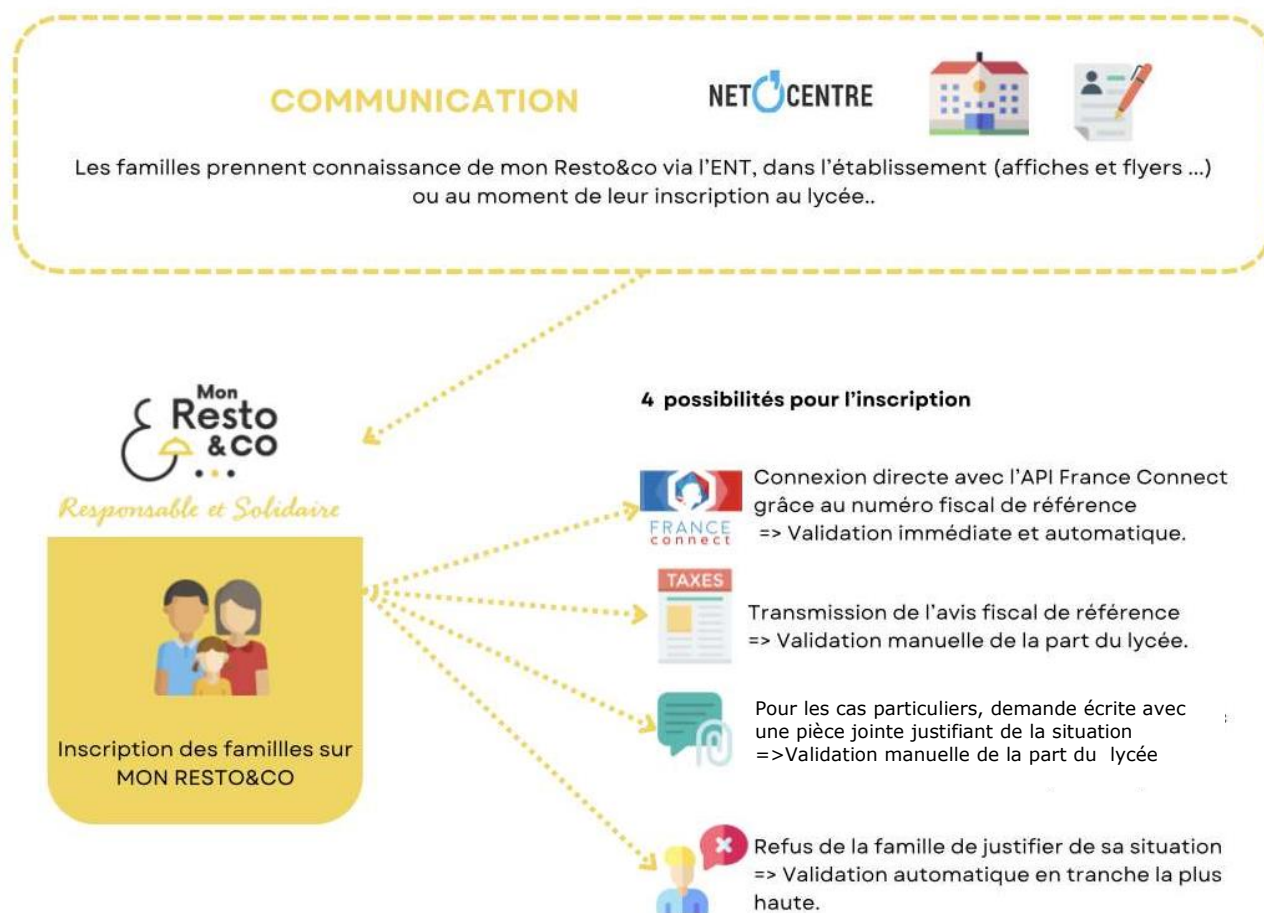 COMMUNICATION
NETO'CENTRE
Les familles prennent connaissance de mon Resto&co via l'ENT, dans l'établissement (affiches et flyers ...)
ou au moment de leur inscription au lycée..
Mon
Resto
&co
Responsable et Solidaire
Inscription des famillles sur
MON RESTO&CO
4 possibilités pour l'inscription
FRANCE
connect
Connexion directe avec l'API France Connect
grâce au numéro fiscal de référence
=> Validation immédiate et automatique.
TAXES
Transmission de l'avis fiscal de référence
=> Validation manuelle de la part du lycée.
Pour les cas particuliers, demande écrite avec
une pièce jointe justifiant de la situation
=>Validation manuelle de la part du lycée
Refus de la famille de justifier de sa situation
=> Validation automatique en tranche la plus
haute.